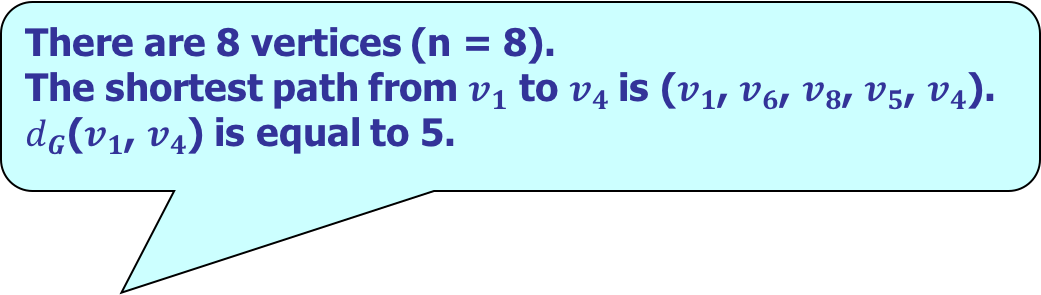 There are 8 vertices (n = 8).
The shortest path from v₁ to v₄ is (v₁, v₆, v₈, v₅, v₄).
d_G(v₁, v₄) is equal to 5.